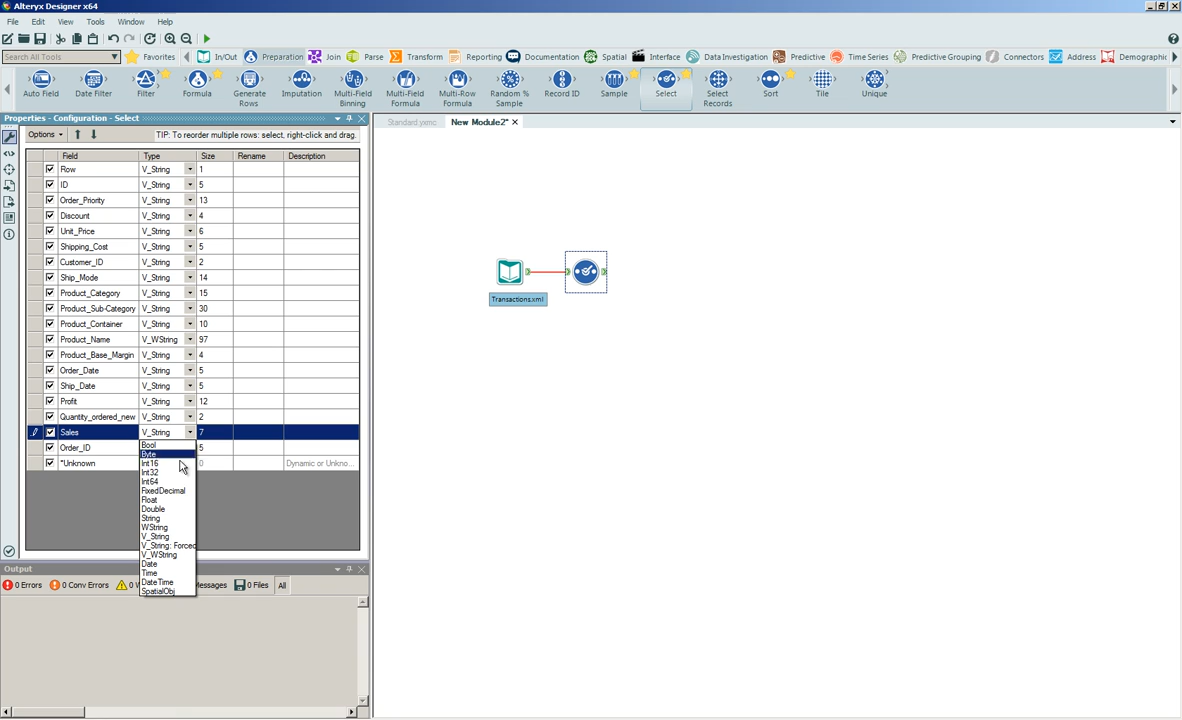 Alteryx Designer x64
File Edit View Tools Window Help
Search All Tools Favorites In/Out Preparation Join Parse Transform Reporting Documentation Spatial Interface Data Investigation Predictive Time Series Predictive Grouping Connectors Address Demographic
Auto Field Date Filter Filter Formula Generate Rows Imputation Multi-Field Binning Multi-Field Formula Multi-Row Formula Random % Sample Record ID Sample Select Select Records Sort Tile Unique
Properties - Configuration - Select
Standard.yxmc New Module2*
Options TIP: To reorder multiple rows: select, right-click and drag.
Field Type Size Rename Description
Row V_String 1
ID V_String 5
Order_Priority V_String 13
Discount V_String 4
Unit_Price V_String 6
Shipping_Cost V_String 5
Customer_ID V_String 2
Ship_Mode V_String 14
Product_Category V_String 15
Product_Sub-Category V_String 30
Product_Container V_String 10
Product_Name V_WString 97
Product_Base_Margin V_String 4
Order_Date V_String 5
Ship_Date V_String 5
Profit V_String 12
Quantity_ordered_new V_String 2
Sales V_String 7
Order_ID 5
*Unknown 0 Dynamic or Unkno...
Bool
Byte
Int16
Int32
Int64
FixedDecimal
Float
Double
String
WString
V_String
V_String: Forced
V_WString
Date
Time
DateTime
SpatialObj
Transactions.xml
Output
0 Errors 0 Conv Errors 0 W essages 0 Files All